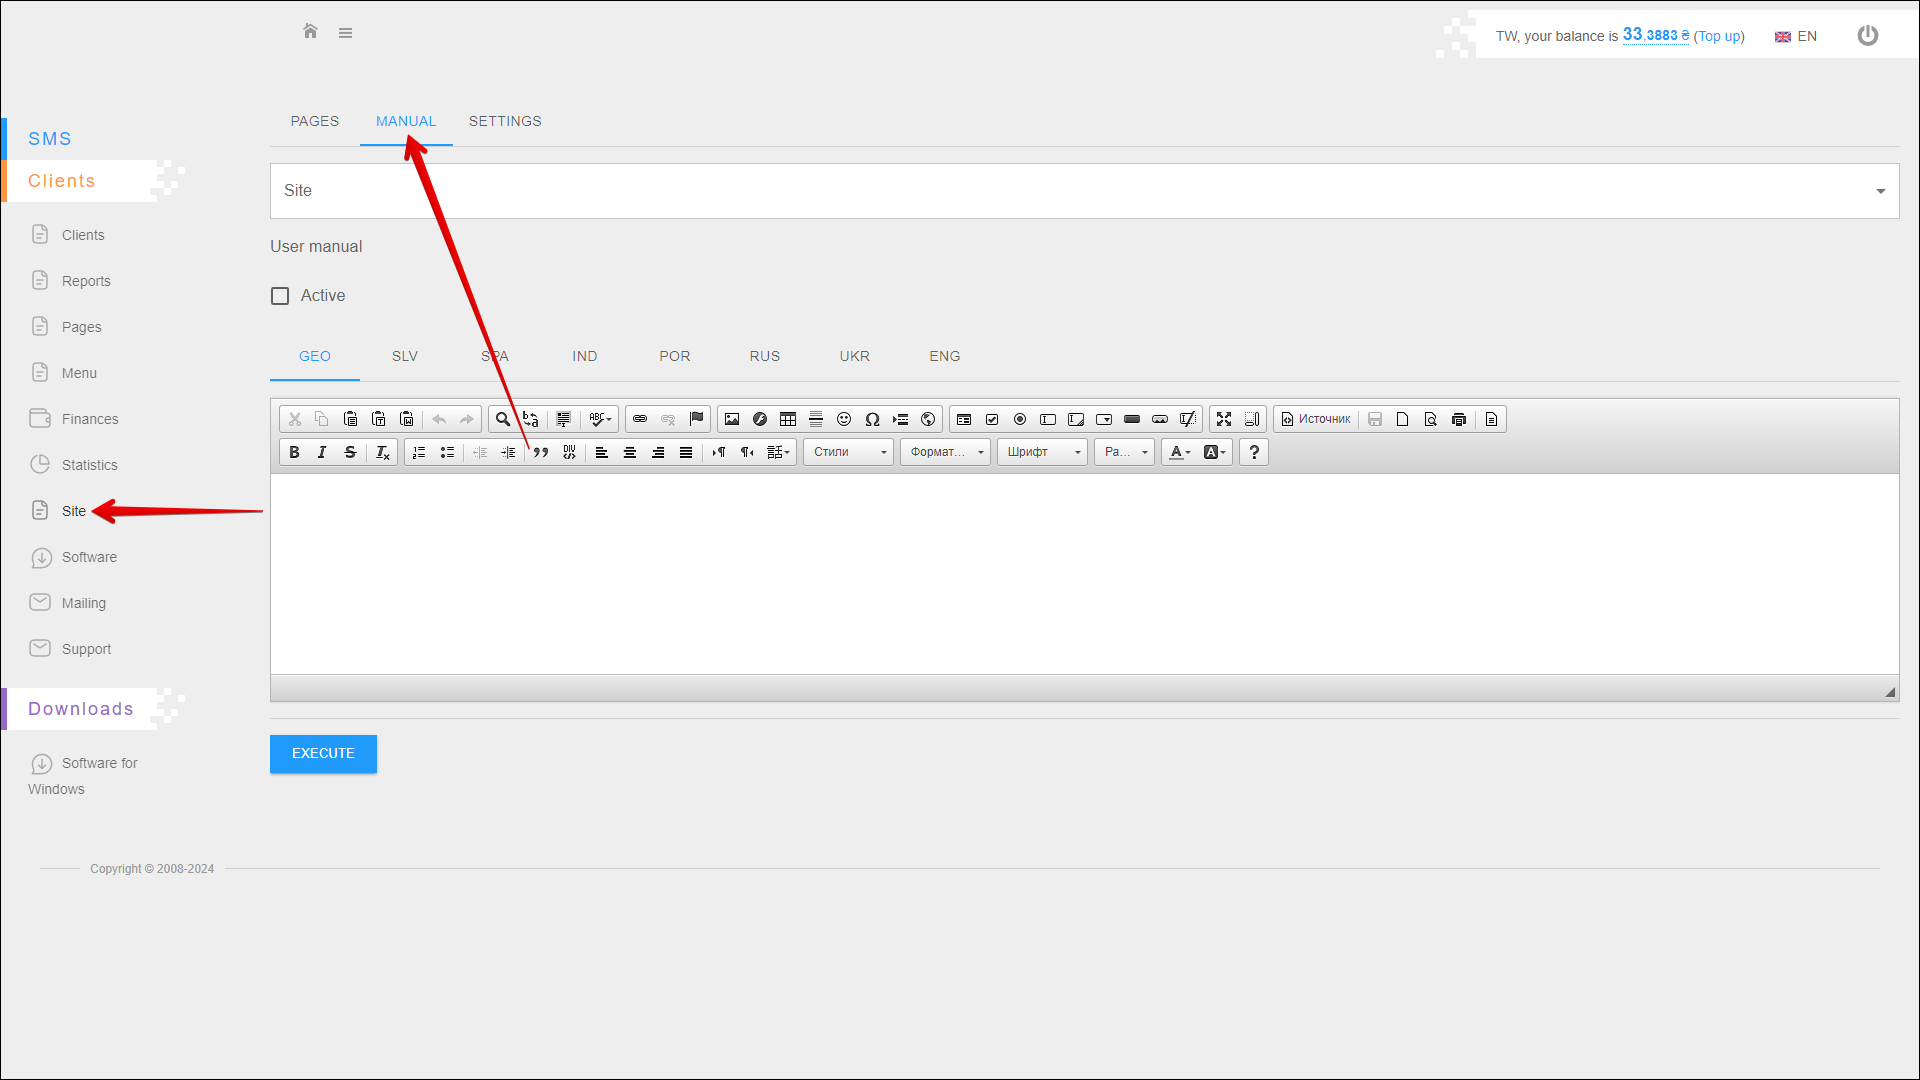 TW, your balance is 33,3883 ₴ (Top up) EN
PAGES MANUAL SETTINGS
SMS
Clients
Clients
Reports
Pages
Menu
Finances
Statistics
Site
Software
Mailing
Support
Downloads
Software for
Windows
Site
User manual
Active
GEO SLV SPA IND POR RUS UKR ENG
Источник
Стили Формат... Шрифт Ра...
EXECUTE
Copyright © 2008-2024